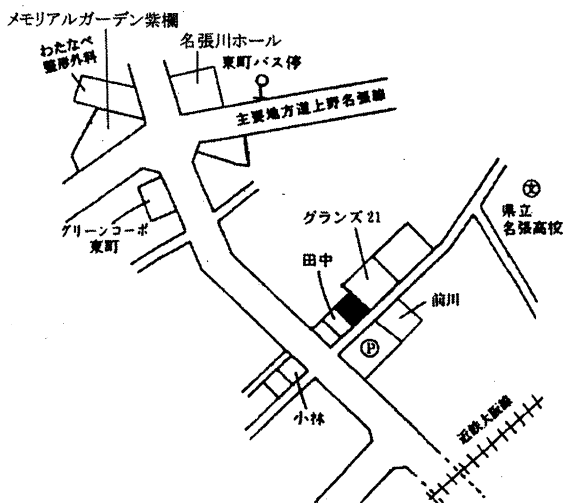 メモリアルガーデン紫欄
わたなべ
整形外科
名張川ホール
東町バス停
主要地方道上野名張線
グリーンコーポ
東町
グランズ21
文
県立
名張高校
田中
前川
P
小林
近鉄大阪線